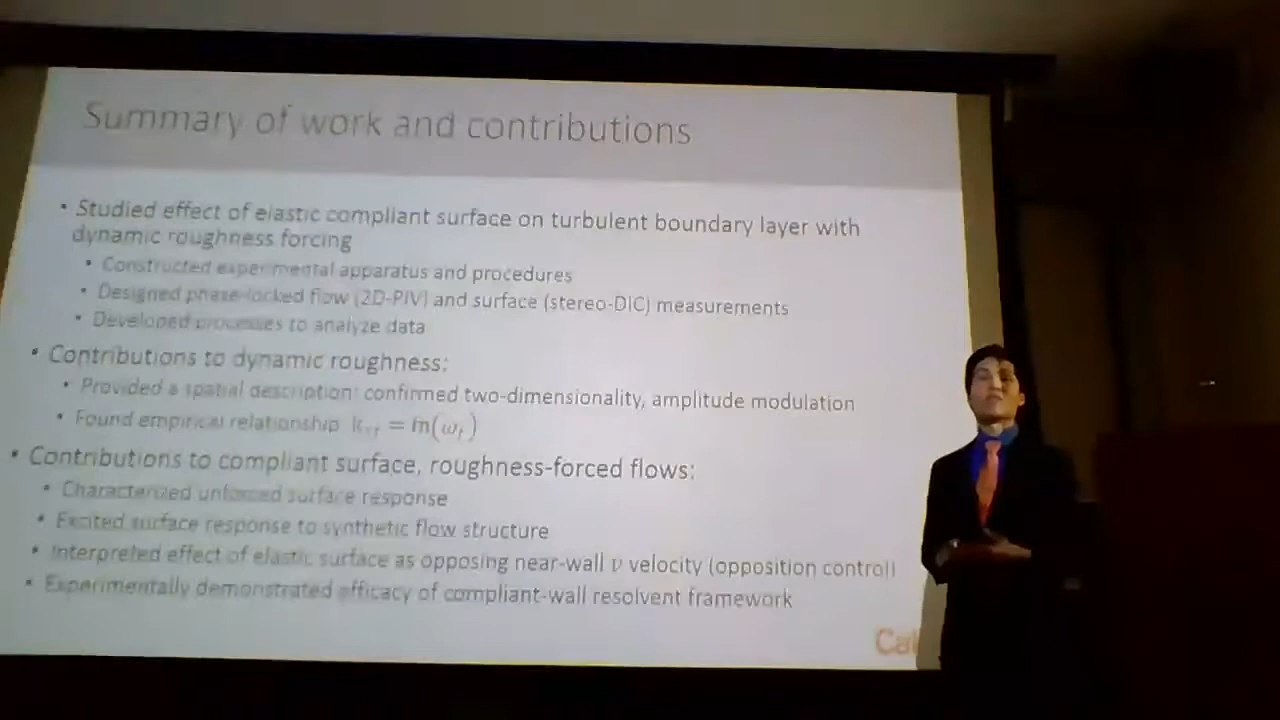 Summary of work and contributions
• Studied effect of elastic compliant surface on turbulent boundary layer with
dynamic roughness forcing
• Constructed experimental apparatus and procedures
• Designed phase-locked flow (2D-PIV) and surface (stereo-DIC) measurements
• Developed processes to analyze data
• Contributions to dynamic roughness:
• Provided a spatial description: confirmed two-dimensionality, amplitude modulation
• Found empirical relationship
• Contributions to compliant surface, roughness-forced flows:
• Characterized unforced surface response
• Excited surface response to synthetic flow structure
• Interpreted effect of elastic surface as opposing near-wall v velocity (opposition control)
• Experimentally demonstrated efficacy of compliant-wall resolvent framework
Cal